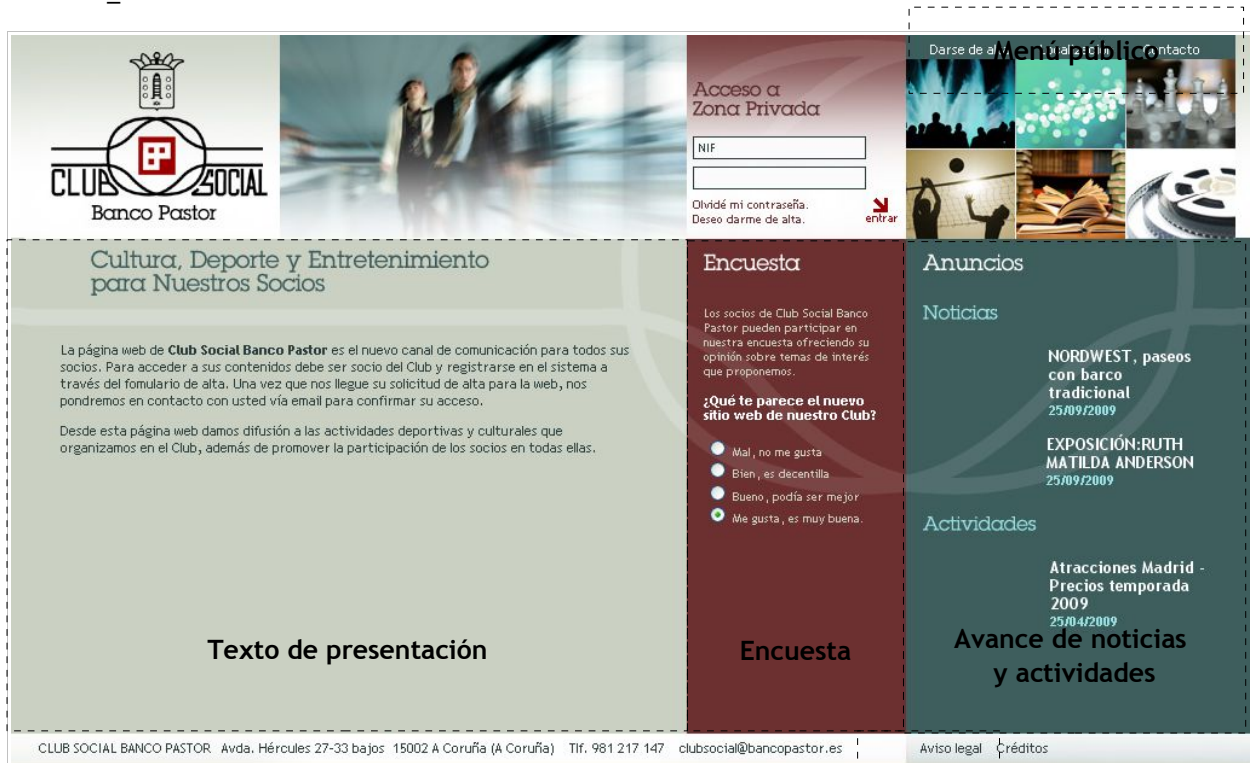 Darse de alta Localización Contacto
Menú público
CLUB SOCIAL
Banco Pastor
Acceso a
Zona Privada
NIF
Olvidé mi contraseña.
Deseo darme de alta.
entrar
Cultura, Deporte y Entretenimiento
para Nuestros Socios
La página web de Club Social Banco Pastor es el nuevo canal de comunicación para todos sus
socios. Para acceder a sus contenidos debe ser socio del Club y registrarse en el sistema a
través del fomulario de alta. Una vez que nos llegue su solicitud de alta para la web, nos
pondremos en contacto con usted vía email para confirmar su acceso.
Desde esta página web damos difusión a las actividades deportivas y culturales que
organizamos en el Club, además de promover la participación de los socios en todas ellas.
Texto de presentación
Encuesta
Los socios de Club Social Banco
Pastor pueden participar en
nuestra encuesta ofreciendo su
opinión sobre temas de interés
que proponemos.
¿Qué te parece el nuevo
sitio web de nuestro Club?
Mal, no me gusta
Bien, es decentilla
Bueno, podía ser mejor
Me gusta, es muy buena.
Encuesta
Anuncios
Noticias
NORDWEST, paseos
con barco
tradicional
25/09/2009
EXPOSICIÓN:RUTH
MATILDA ANDERSON
25/09/2009
Actividades
Atracciones Madrid -
Precios temporada
2009
25/04/2009
Avance de noticias
y actividades
CLUB SOCIAL BANCO PASTOR Avda. Hércules 27-33 bajos 15002 A Coruña (A Coruña) Tlf. 981 217 147 clubsocial@bancopastor.es
Aviso legal Créditos